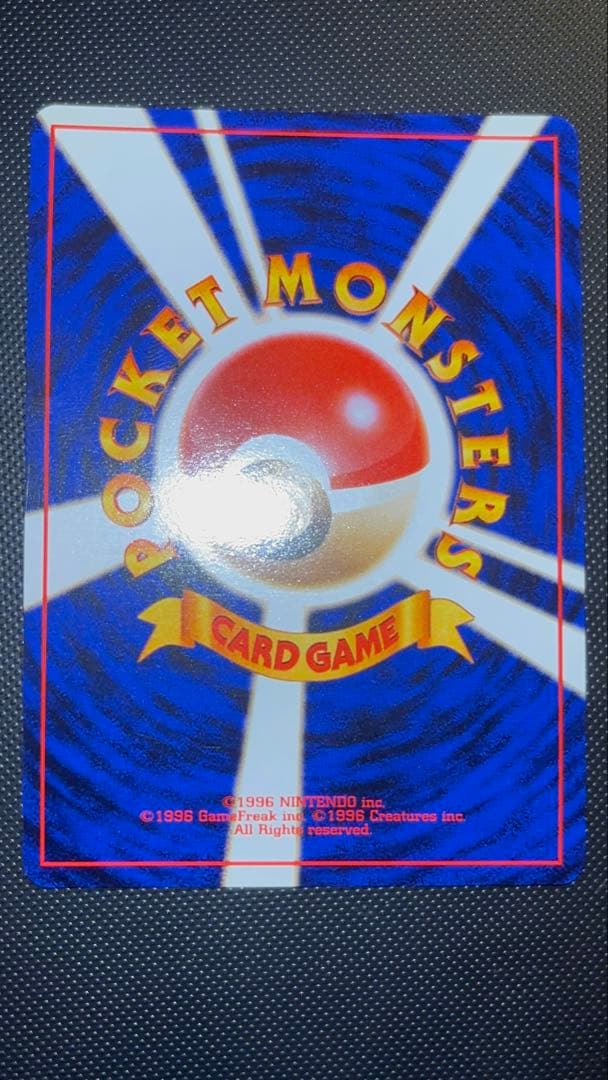 POCKET MONSTERS
CARD GAME
©1996 NINTENDO inc.
©1996 GameFreak inc. ©1996 Creatures inc.
All Rights reserved.